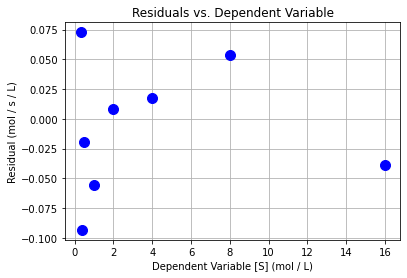 Residuals vs. Dependent Variable
Residual (mol / s / L)
0.075
0.050
0.025
0.000
−0.025
−0.050
−0.075
−0.100
0 2 4 6 8 10 12 14 16
Dependent Variable [S] (mol / L)